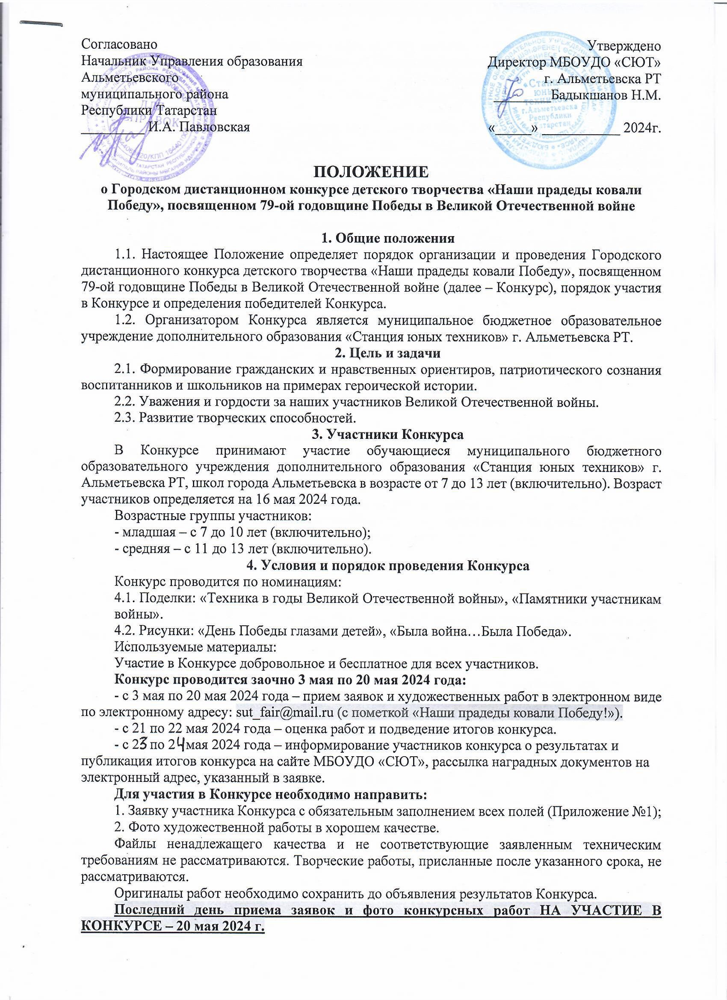 Согласовано
Начальник Управления образования
Альметьевского
муниципального района
Республики Татарстан
_________ И.А. Павловская
Утверждено
Директор МБОУДО «СЮТ»
г. Альметьевска РТ
________Бадыкшанов Н.М.
«_____» ___________ 2024г.
«Станция
юных
техников»
г.Альметьевска
Республики
Татарстан
ПОЛОЖЕНИЕ
о Городском дистанционном конкурсе детского творчества «Наши прадеды ковали
Победу», посвященном 79-ой годовщине Победы в Великой Отечественной войне
1. Общие положения
1.1. Настоящее Положение определяет порядок организации и проведения Городского
дистанционного конкурса детского творчества «Наши прадеды ковали Победу», посвященном
79-ой годовщине Победы в Великой Отечественной войне (далее – Конкурс), порядок участия
в Конкурсе и определения победителей Конкурса.
1.2. Организатором Конкурса является муниципальное бюджетное образовательное
учреждение дополнительного образования «Станция юных техников» г. Альметьевска РТ.
2. Цель и задачи
2.1. Формирование гражданских и нравственных ориентиров, патриотического сознания
воспитанников и школьников на примерах героической истории.
2.2. Уважения и гордости за наших участников Великой Отечественной войны.
2.3. Развитие творческих способностей.
3. Участники Конкурса
В Конкурсе принимают участие обучающиеся муниципального бюджетного
образовательного учреждения дополнительного образования «Станция юных техников» г.
Альметьевска РТ, школ города Альметьевска в возрасте от 7 до 13 лет (включительно). Возраст
участников определяется на 16 мая 2024 года.
Возрастные группы участников:
- младшая – с 7 до 10 лет (включительно);
- средняя – с 11 до 13 лет (включительно).
4. Условия и порядок проведения Конкурса
Конкурс проводится по номинациям:
4.1. Поделки: «Техника в годы Великой Отечественной войны», «Памятники участникам
войны».
4.2. Рисунки: «День Победы глазами детей», «Была война…Была Победа».
Используемые материалы:
Участие в Конкурсе добровольное и бесплатное для всех участников.
Конкурс проводится заочно 3 мая по 20 мая 2024 года:
- с 3 мая по 20 мая 2024 года – прием заявок и художественных работ в электронном виде
по электронному адресу: sut_fair@mail.ru (с пометкой «Наши прадеды ковали Победу!»).
- с 21 по 22 мая 2024 года – оценка работ и подведение итогов конкурса.
- с 23 по 24 мая 2024 года – информирование участников конкурса о результатах и
публикация итогов конкурса на сайте МБОУДО «СЮТ», рассылка наградных документов на
электронный адрес, указанный в заявке.
Для участия в Конкурсе необходимо направить:
1. Заявку участника Конкурса с обязательным заполнением всех полей (Приложение №1);
2. Фото художественной работы в хорошем качестве.
Файлы ненадлежащего качества и не соответствующие заявленным техническим
требованиям не рассматриваются. Творческие работы, присланные после указанного срока, не
рассматриваются.
Оригиналы работ необходимо сохранить до объявления результатов Конкурса.
Последний день приема заявок и фото конкурсных работ НА УЧАСТИЕ В
КОНКУРСЕ – 20 мая 2024 г.